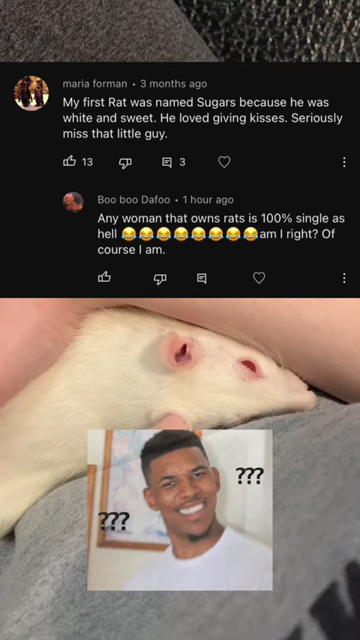 maria forman • 3 months ago
My first Rat was named Sugars because he was
white and sweet. He loved giving kisses. Seriously
miss that little guy.
13
3
Boo boo Dafoo • 1 hour ago
Any woman that owns rats is 100% single as
hell 😂😂😂😂😂😂😂😂am I right? Of
course I am.
???
???